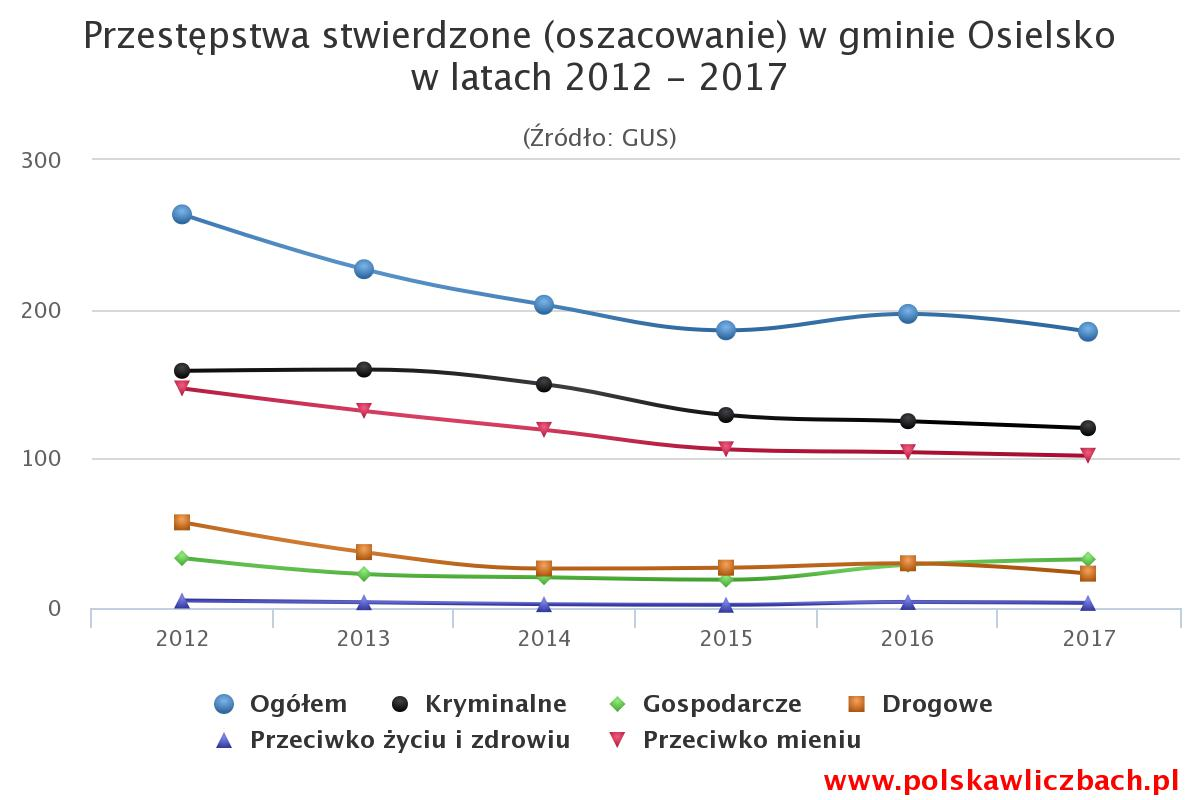 Przestępstwa stwierdzone (oszacowanie) w gminie Osielsko
w latach 2012 - 2017
(Źródło: GUS)
300
200
100
0
2012 2013 2014 2015 2016 2017
Ogółem Kryminalne Gospodarcze Drogowe
Przeciwko życiu i zdrowiu Przeciwko mieniu
www.polskawliczbach.pl